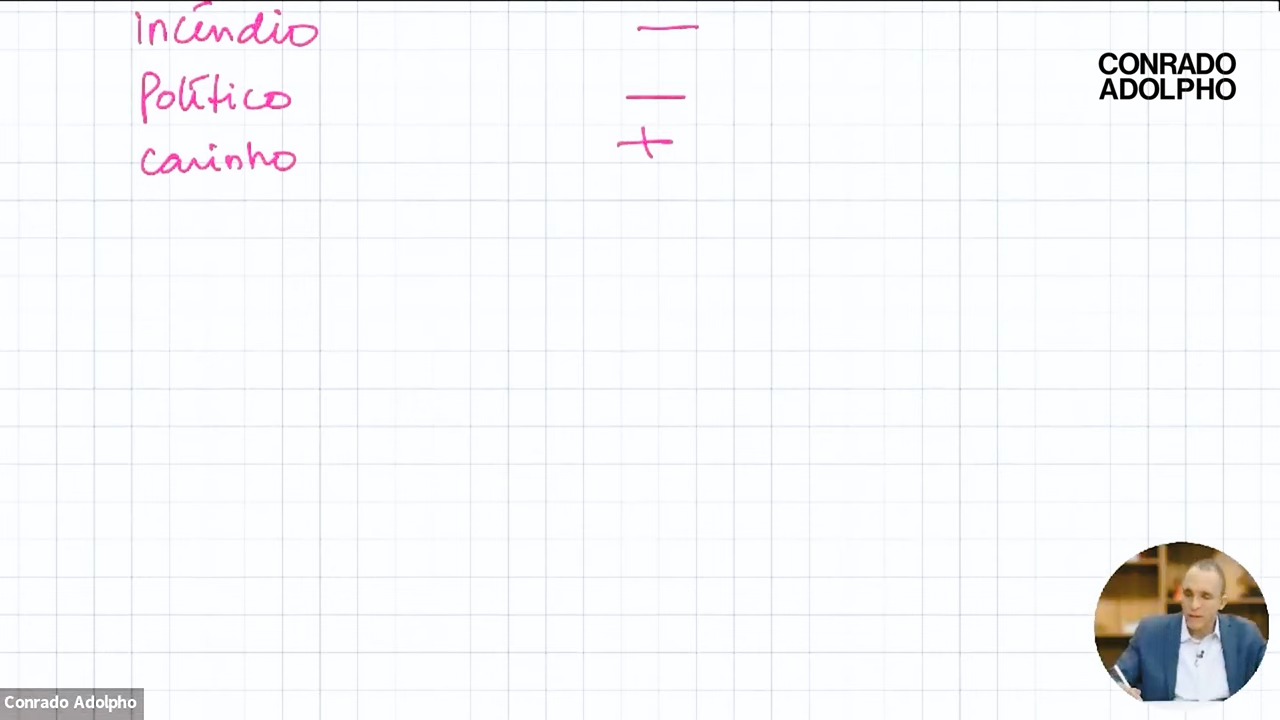 incêndio —
Político —
carinho +
CONRADO
ADOLPHO
Conrado Adolpho